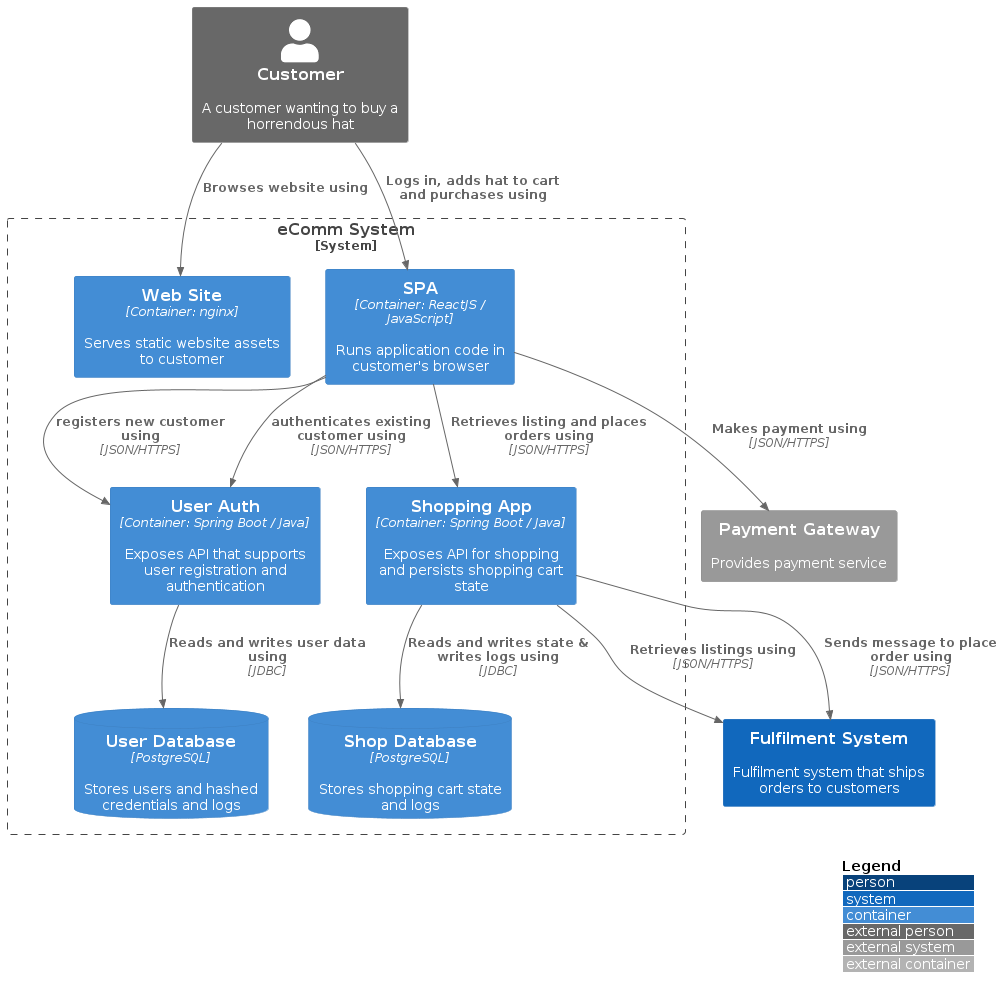 Customer
A customer wanting to buy a
horrendous hat
Browses website using
Logs in, adds hat to cart
and purchases using
eComm System
[System]
Web Site
[Container: nginx]
Serves static website assets
to customer
SPA
[Container: ReactJS /
JavaScript]
Runs application code in
customer's browser
registers new customer
using
[JSON/HTTPS]
authenticates existing
customer using
[JSON/HTTPS]
Retrieves listing and places
orders using
[JSON/HTTPS]
Makes payment using
[JSON/HTTPS]
User Auth
[Container: Spring Boot / Java]
Exposes API that supports
user registration and
authentication
Shopping App
[Container: Spring Boot / Java]
Exposes API for shopping
and persists shopping cart
state
Payment Gateway
Provides payment service
Reads and writes user data
using
[JDBC]
Reads and writes state &
writes logs using
[JDBC]
Retrieves listings using
[JSON/HTTPS]
Sends message to place
order using
[JSON/HTTPS]
User Database
[PostgreSQL]
Stores users and hashed
credentials and logs
Shop Database
[PostgreSQL]
Stores shopping cart state
and logs
Fulfilment System
Fulfilment system that ships
orders to customers
Legend
person
system
container
external person
external system
external container